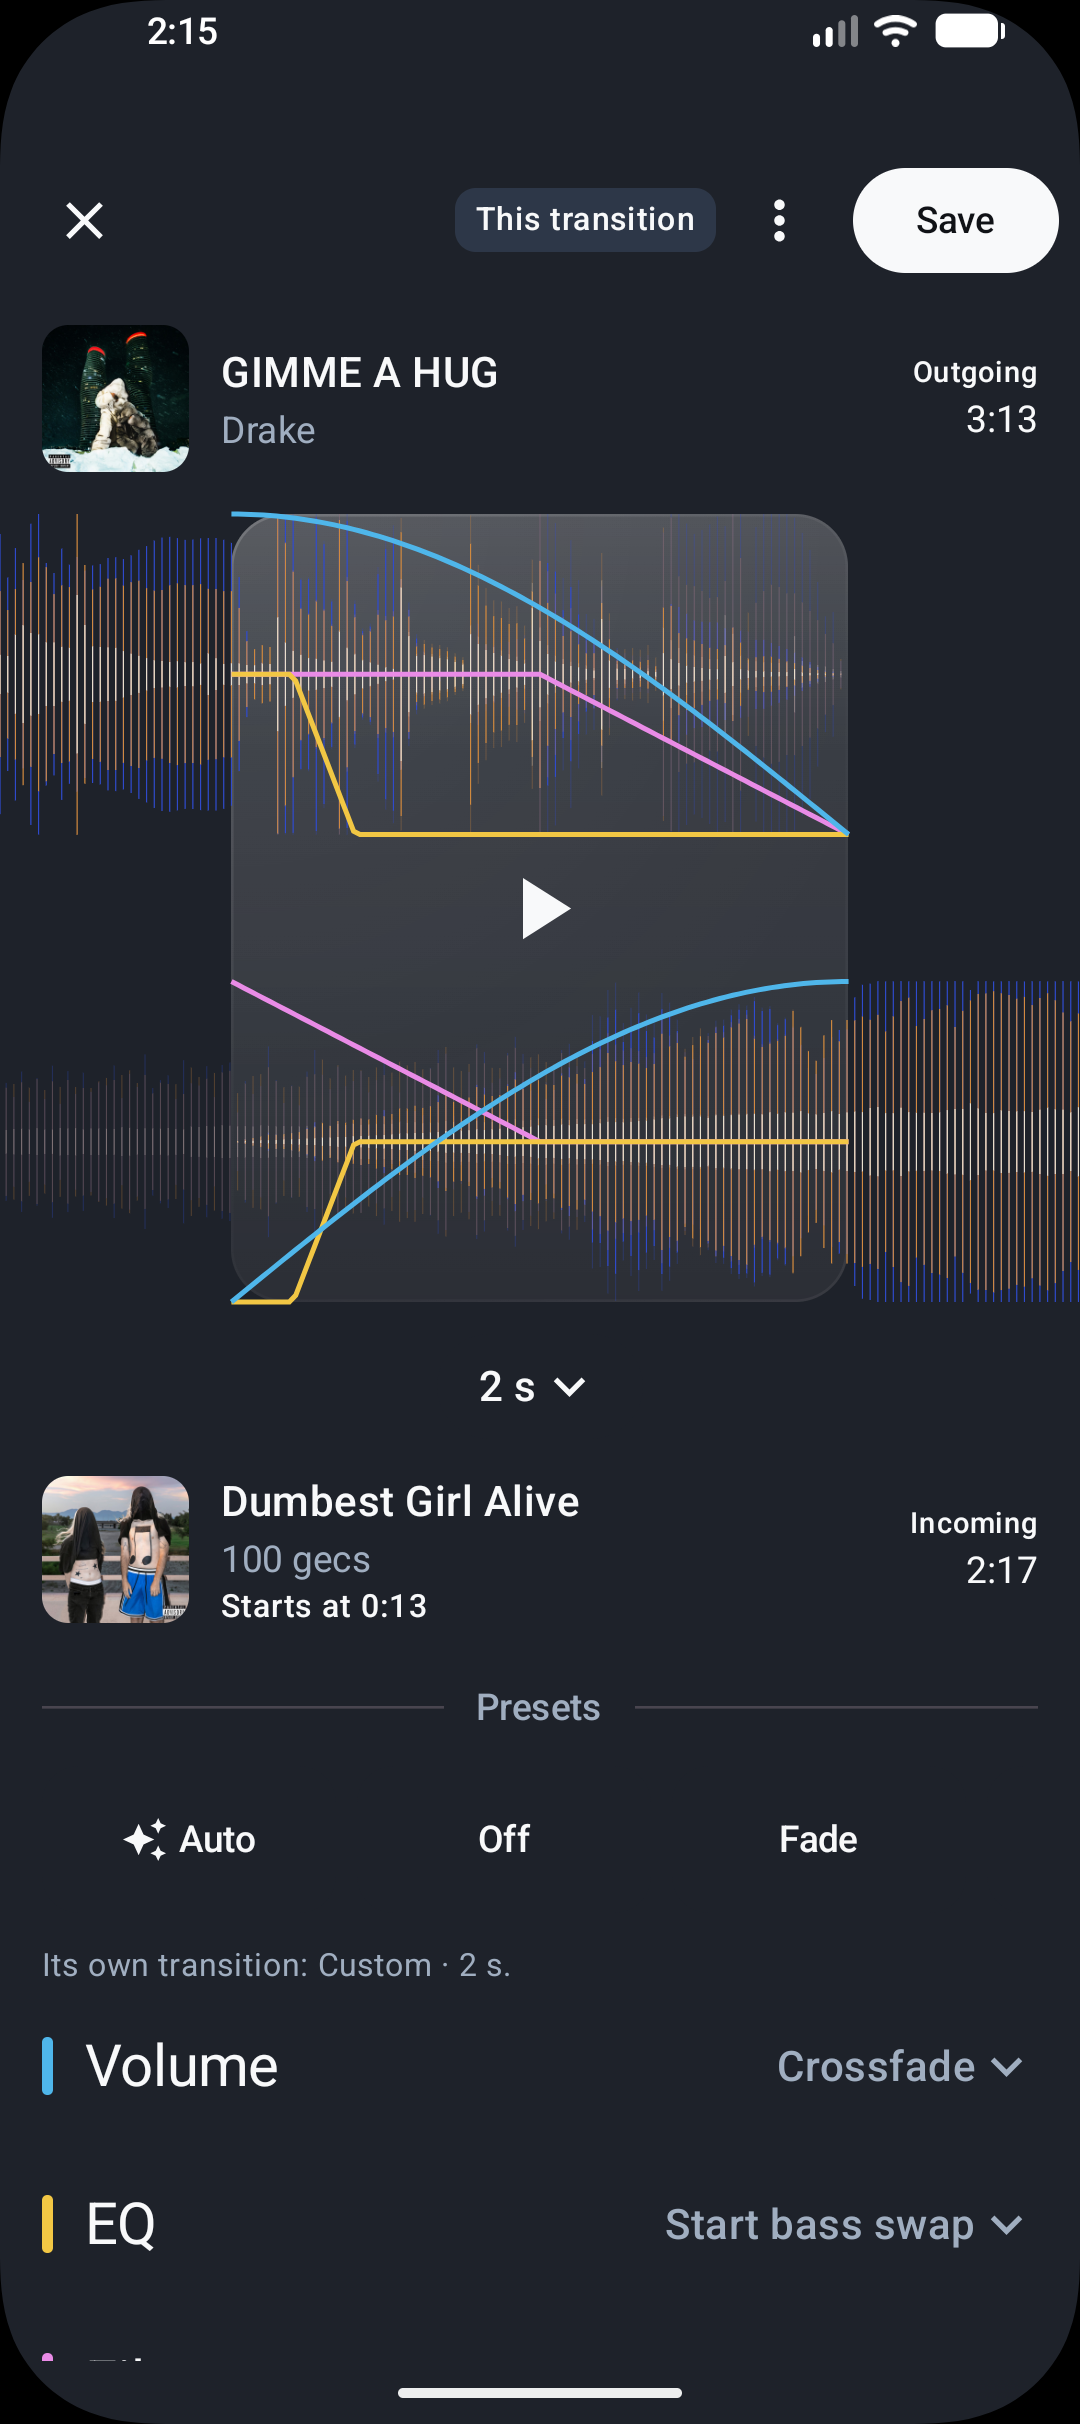 2:15
This transition
Save
GIMME A HUG
Drake
Outgoing
3:13
2 s
Dumbest Girl Alive
100 gecs
Starts at 0:13
Incoming
2:17
Presets
Auto
Off
Fade
Its own transition: Custom · 2 s.
Volume
Crossfade
EQ
Start bass swap